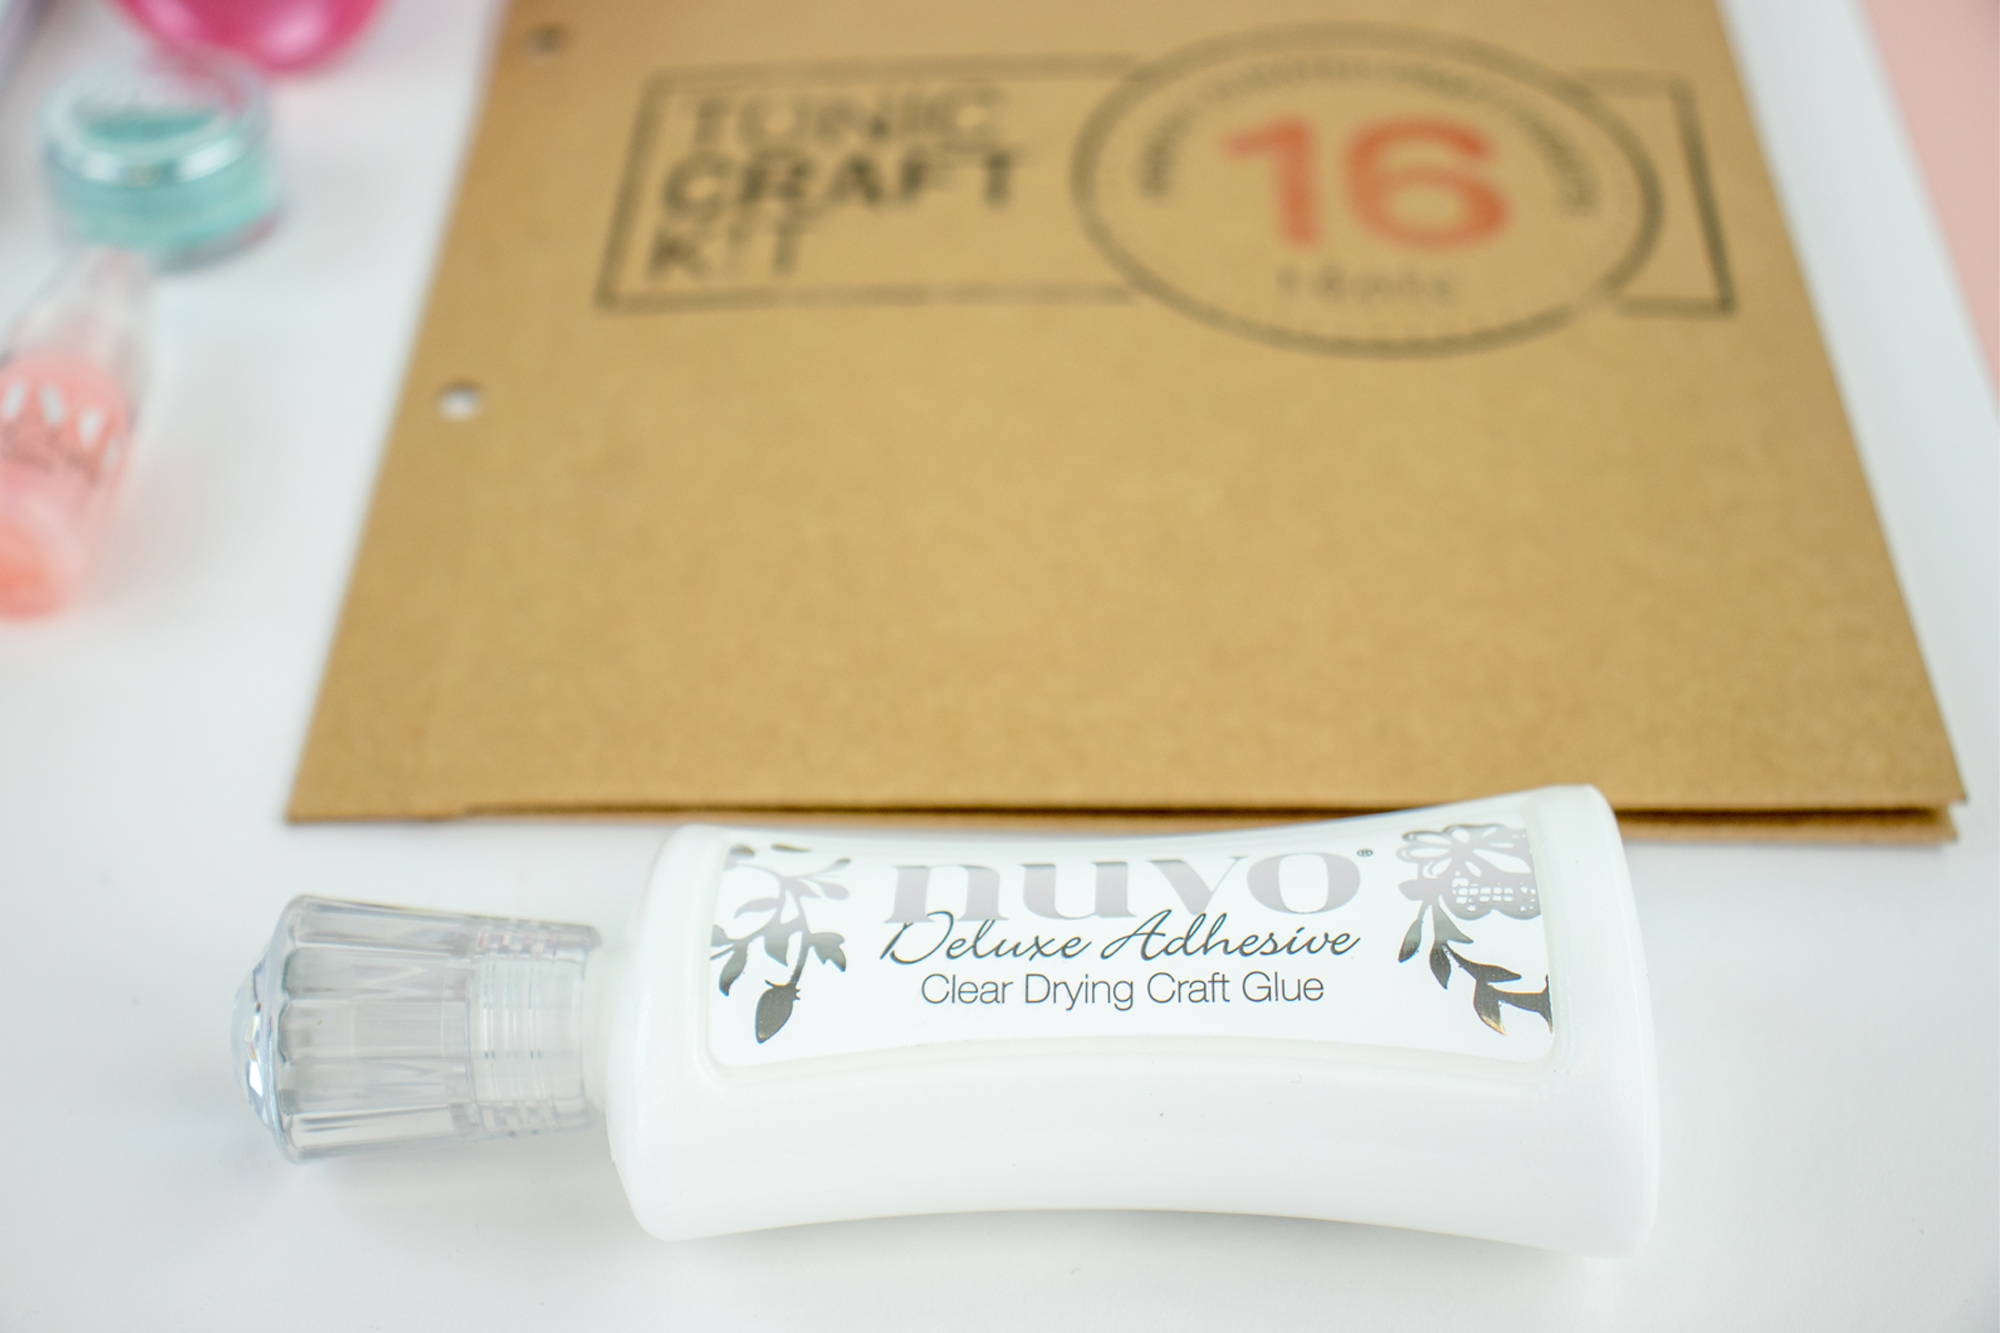 TONIC
CRAFT
KIT
16
nuvo®
Deluxe Adhesive
Clear Drying Craft Glue